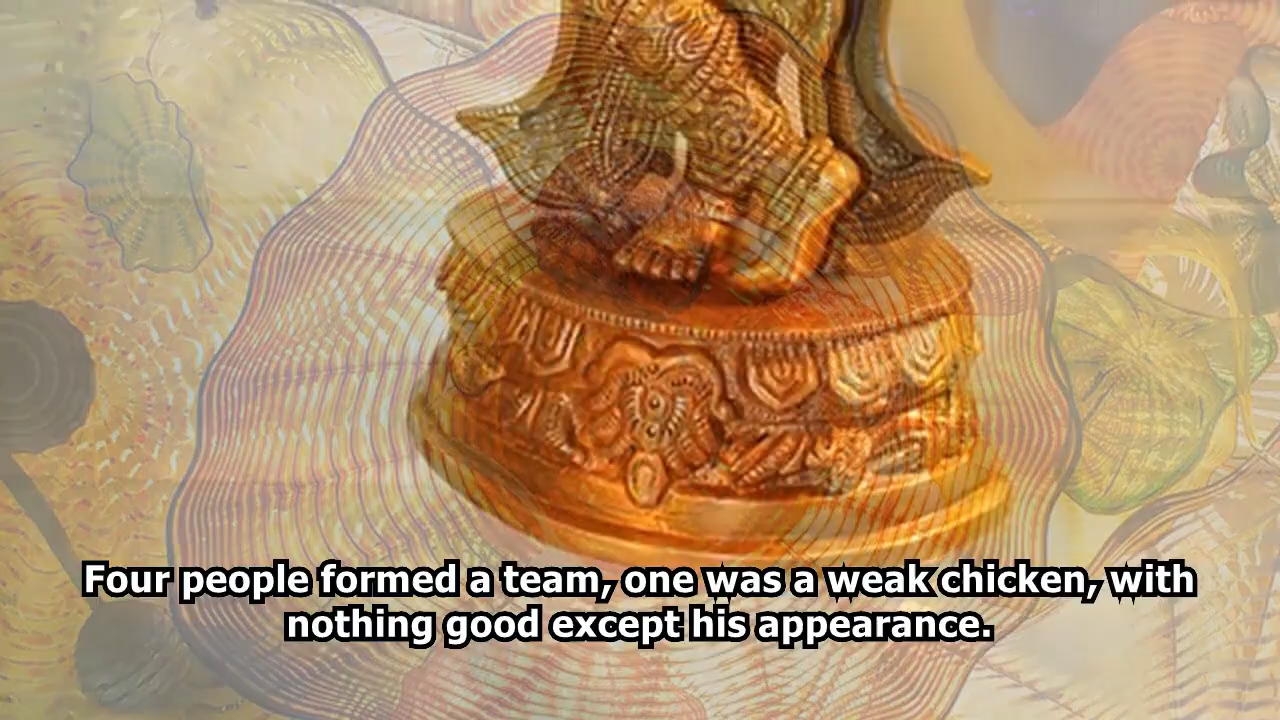 Four people formed a team, one was a weak chicken, with
nothing good except his appearance.